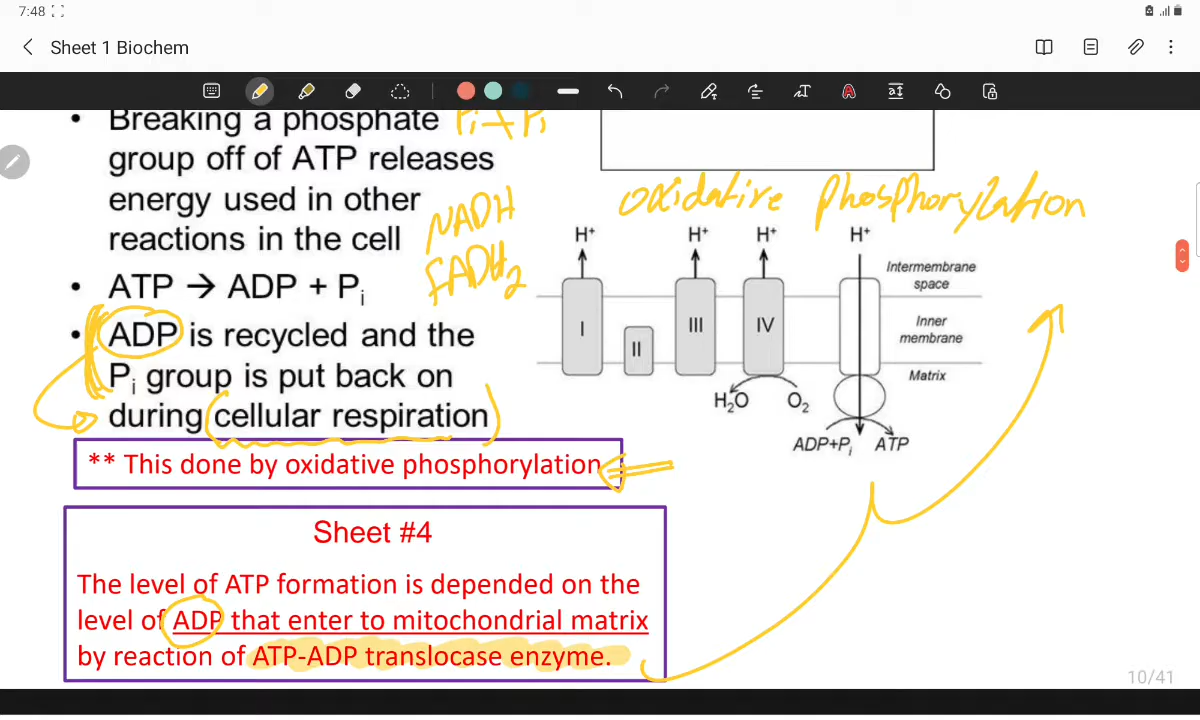 7:48
Sheet 1 Biochem
• Breaking a phosphate
group off of ATP releases
energy used in other
reactions in the cell
• ATP → ADP + Pi
• ADP is recycled and the
Pi group is put back on
during cellular respiration
** This done by oxidative phosphorylation
Sheet #4
The level of ATP formation is depended on the
level of ADP that enter to mitochondrial matrix
by reaction of ATP-ADP translocase enzyme.
Pi + Pi
NADH
FADH2
oxidative phosphorylation
H+ H+ H+ H+
Intermembrane
space
I II III IV
Inner
membrane
Matrix
H2O O2
ADP+Pi ATP
10/41